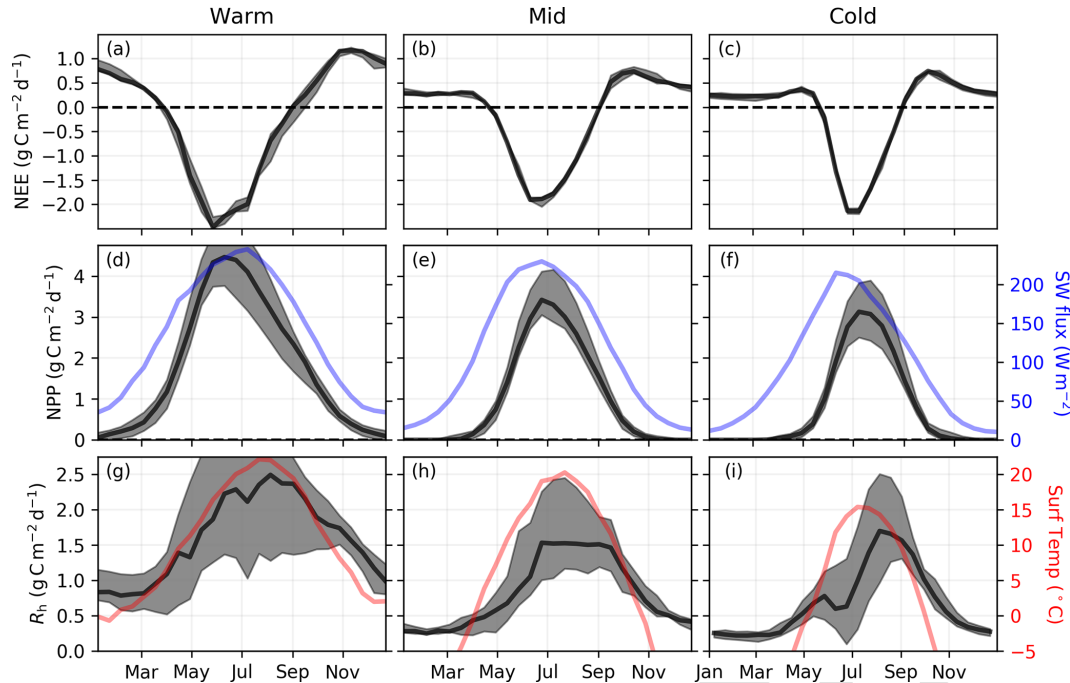 Warm Mid Cold
(a) (b) (c)
NEE (g C m⁻² d⁻¹)
1.0
0.5
0.0
−0.5
−1.0
−1.5
−2.0
(d) (e) (f)
NPP (g C m⁻² d⁻¹)
4
3
2
1
0
200
150
100
50
0
SW flux (W m⁻²)
(g) (h) (i)
Rₕ (g C m⁻² d⁻¹)
2.5
2.0
1.5
1.0
0.5
0.0
20
15
10
5
0
−5
Surf Temp (°C)
Mar May Jul Sep Nov Mar May Jul Sep Nov Jan Mar May Jul Sep Nov